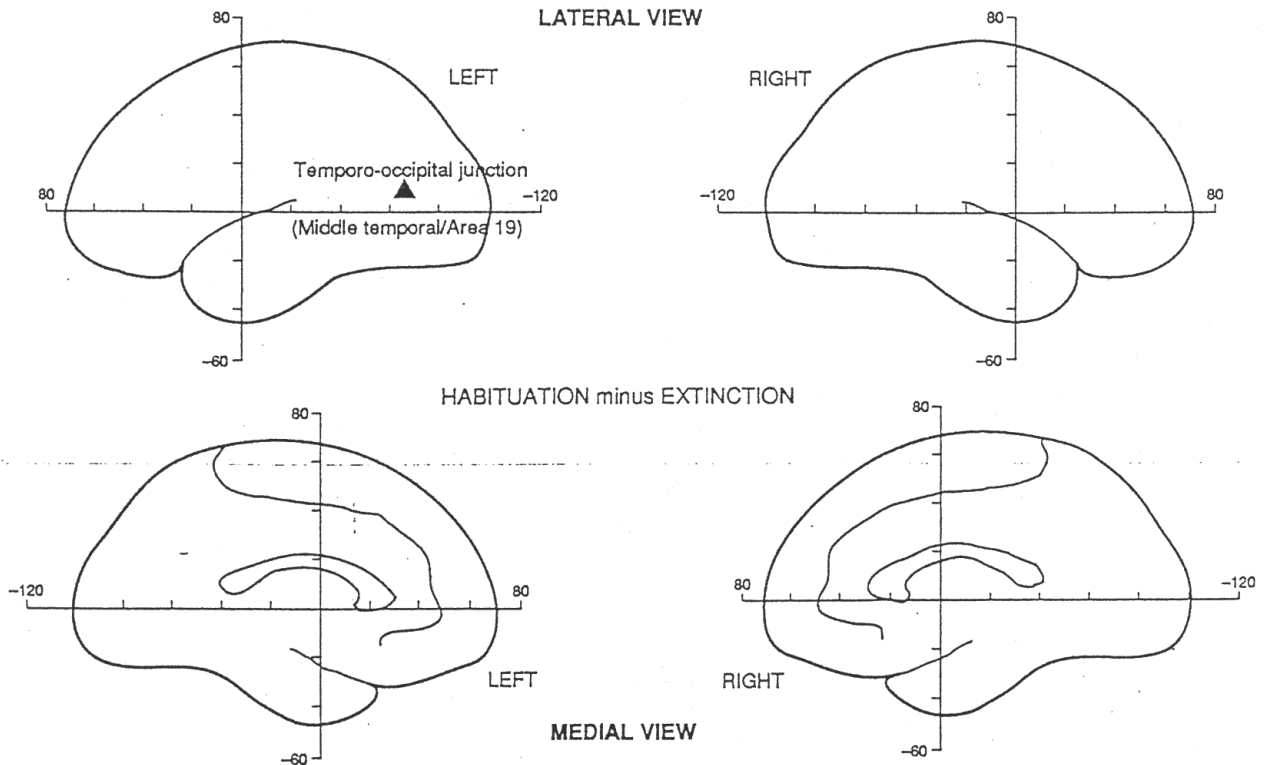 LATERAL VIEW
80
80
LEFT
RIGHT
Temporo-occipital junction
80
−120
−120
80
(Middle temporal/Area 19)
−60
−60
HABITUATION minus EXTINCTION
80
80
−120
80
80
−120
LEFT
RIGHT
MEDIAL VIEW
−60
−60